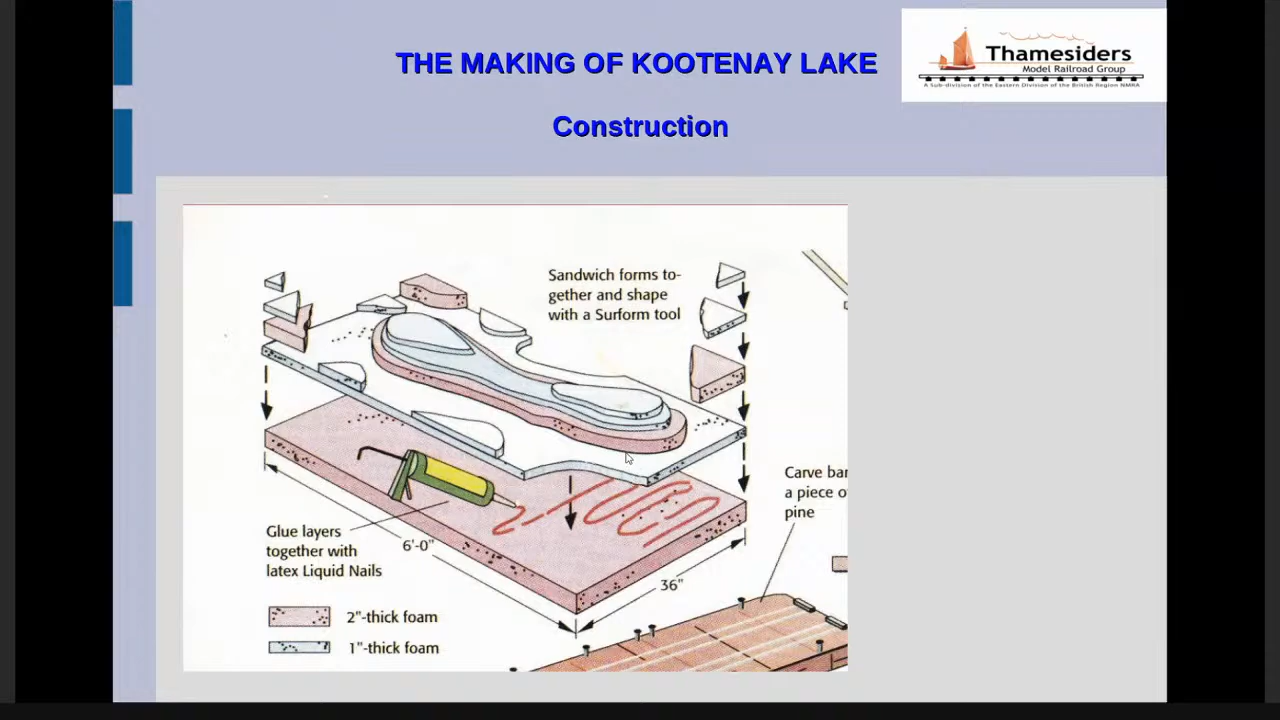 THE MAKING OF KOOTENAY LAKE
Thamesiders
Model Railroad Group
A Sub-division of the Eastern Division of the British Region NMRA
Construction
Sandwich forms to-
gether and shape
with a Surform tool
Glue layers
together with
latex Liquid Nails
6'-0"
36"
2"-thick foam
1"-thick foam
Carve bar
a piece o
pine